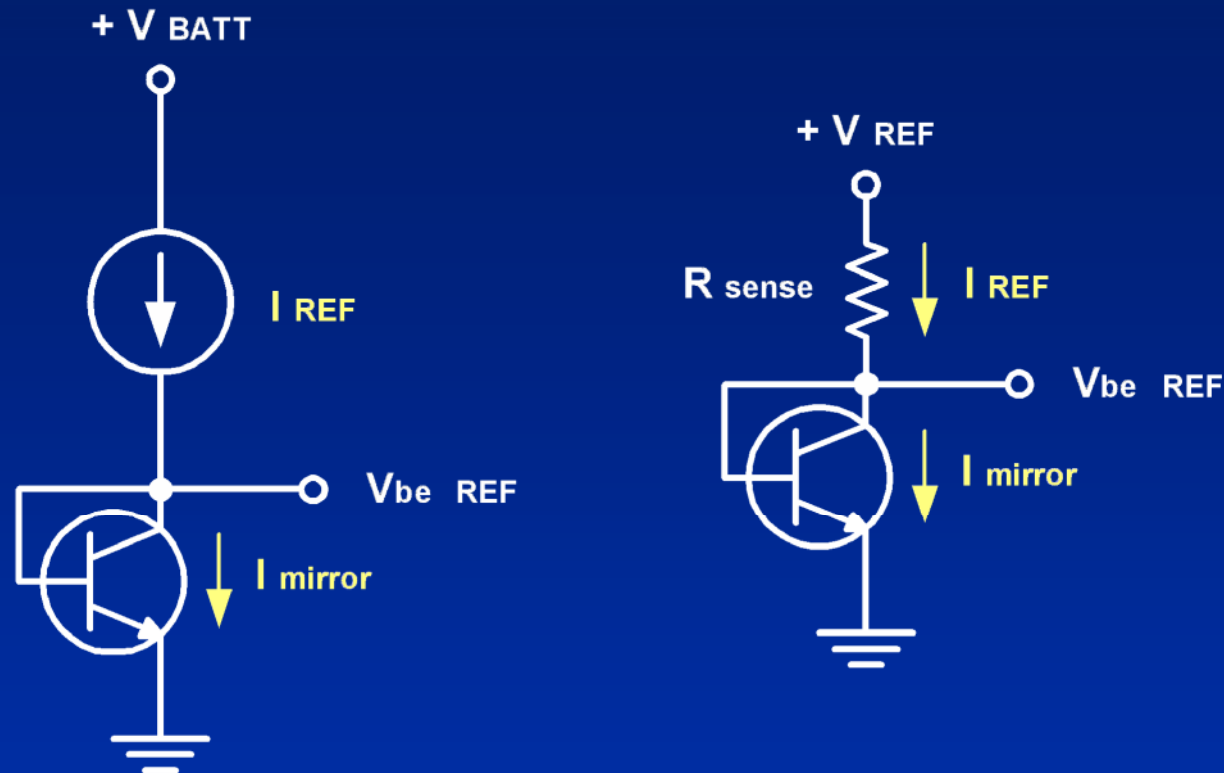 + V BATT
I REF
Vbe REF
I mirror
+ V REF
R sense
I REF
Vbe REF
I mirror